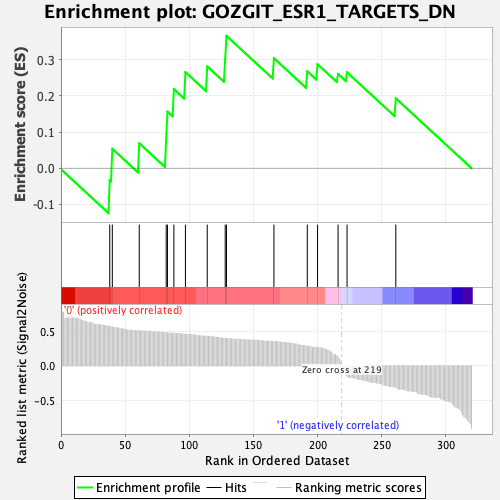 Enrichment plot: GOZGIT_ESR1_TARGETS_DN
Enrichment score (ES)
0.3
0.2
0.1
0.0
-0.1
'0' (positively correlated)
Ranked list metric (Signal2Noise)
0.5
0.0
-0.5
Zero cross at 219
'1' (negatively correlated)
0 50 100 150 200 250 300
Rank in Ordered Dataset
Enrichment profile Hits Ranking metric scores